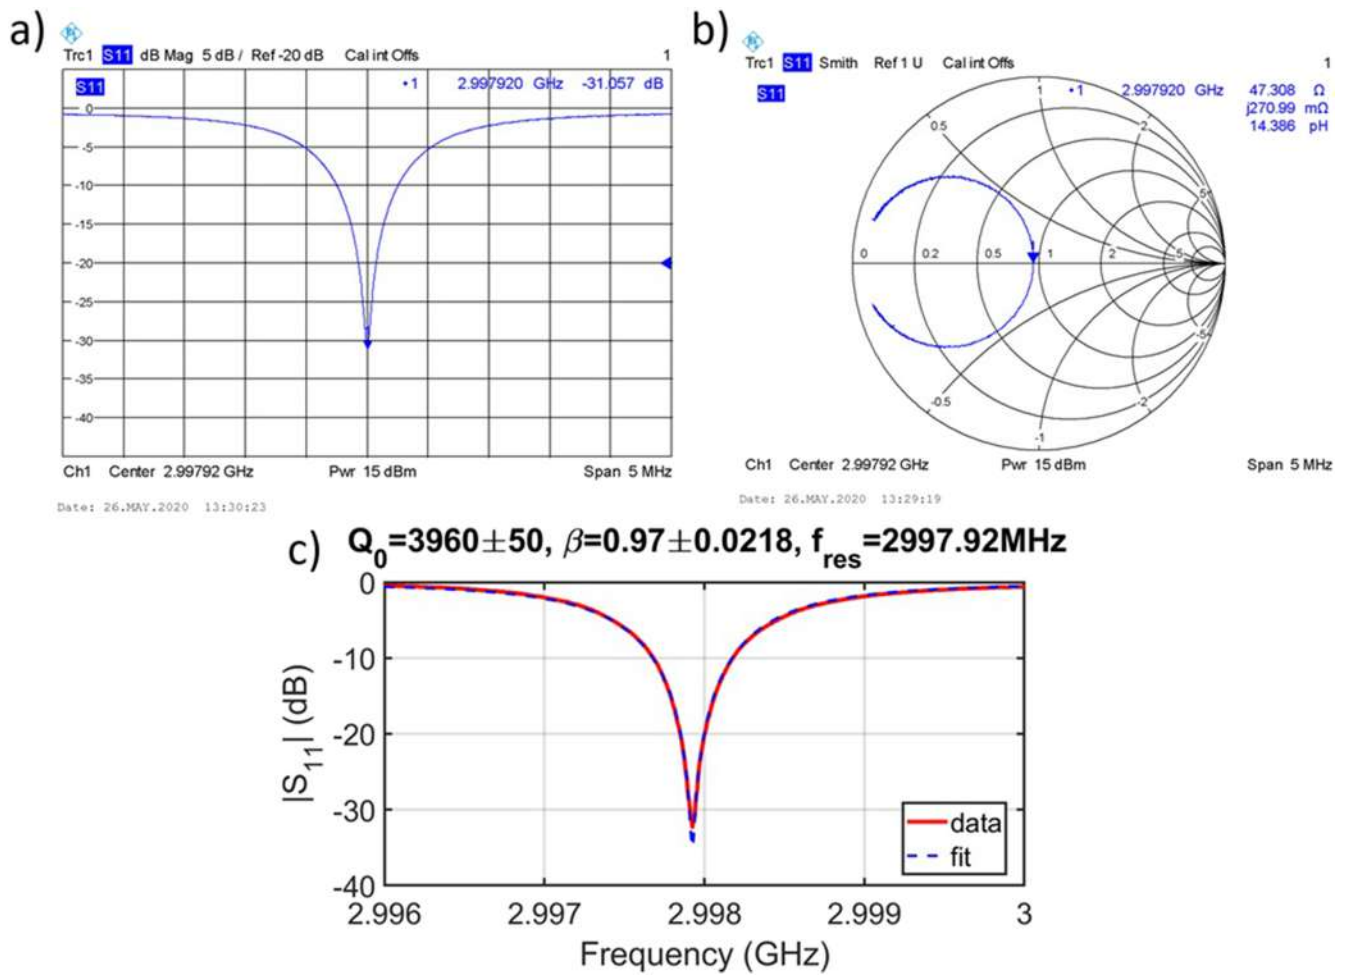 a)
Trc1 S11 dB Mag 5 dB / Ref -20 dB Cal int Offs 1
S11 •1 2.997920 GHz -31.057 dB
0
-5
-10
-15
-20
-25
-30
-35
-40
Ch1 Center 2.99792 GHz Pwr 15 dBm Span 5 MHz
Date: 26.MAY.2020 13:30:23
b)
Trc1 S11 Smith Ref 1 U Cal int Offs 1
S11 •1 2.997920 GHz 47.308 Ω
j270.99 mΩ
14.386 pH
1
0.5 2
5
0 0.2 0.5 1 1 2 5
-5
-0.5 -2
-1
Ch1 Center 2.99792 GHz Pwr 15 dBm Span 5 MHz
Date: 26.MAY.2020 13:29:19
c) Q0=3960±50, β=0.97±0.0218, fres=2997.92MHz
0
-10
-20
-30
-40
|S11| (dB)
data
fit
2.996 2.997 2.998 2.999 3
Frequency (GHz)